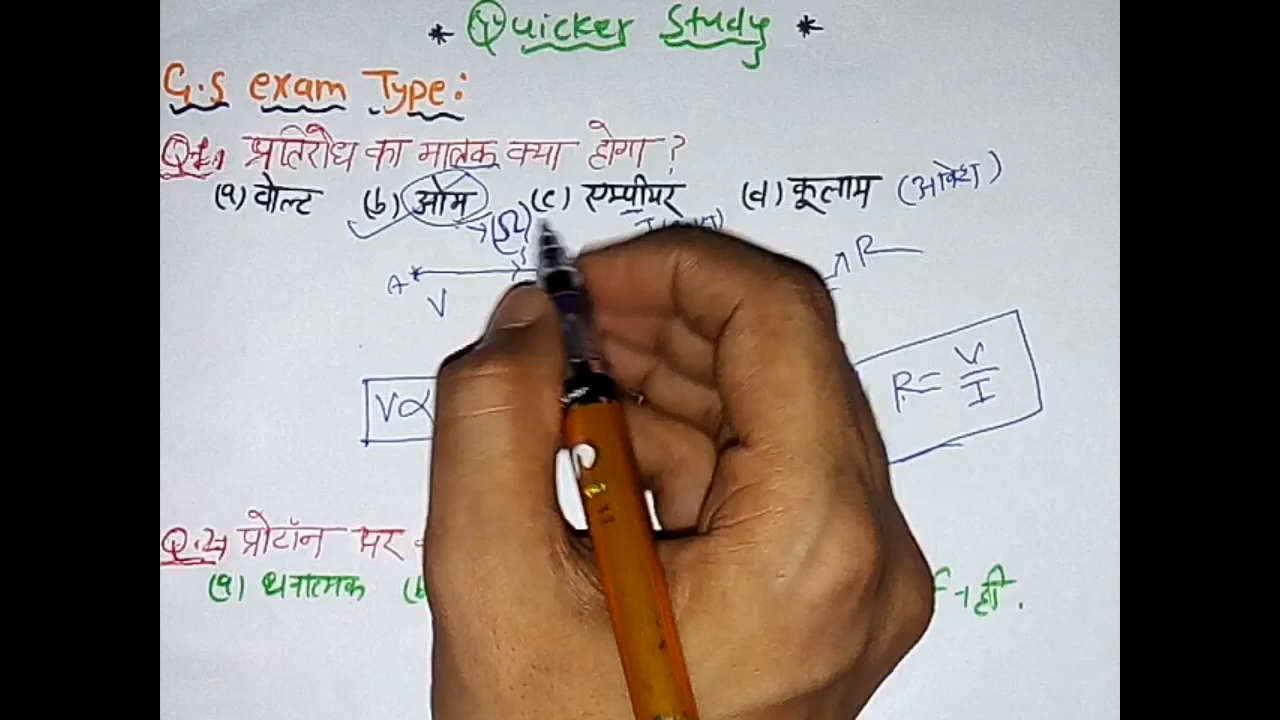 * Quicker Study *
G.S exam Type:
Q.1. प्रतिरोध का मात्रक क्या होगा ?
(a) वोल्ट (b) ओम (c) एम्पीयर (d) कूलाम (आवेश)
→(Ω)
A V R
V∝ R = V/I
Q.2. प्रोटॉन पर
(a) धनात्मक (b